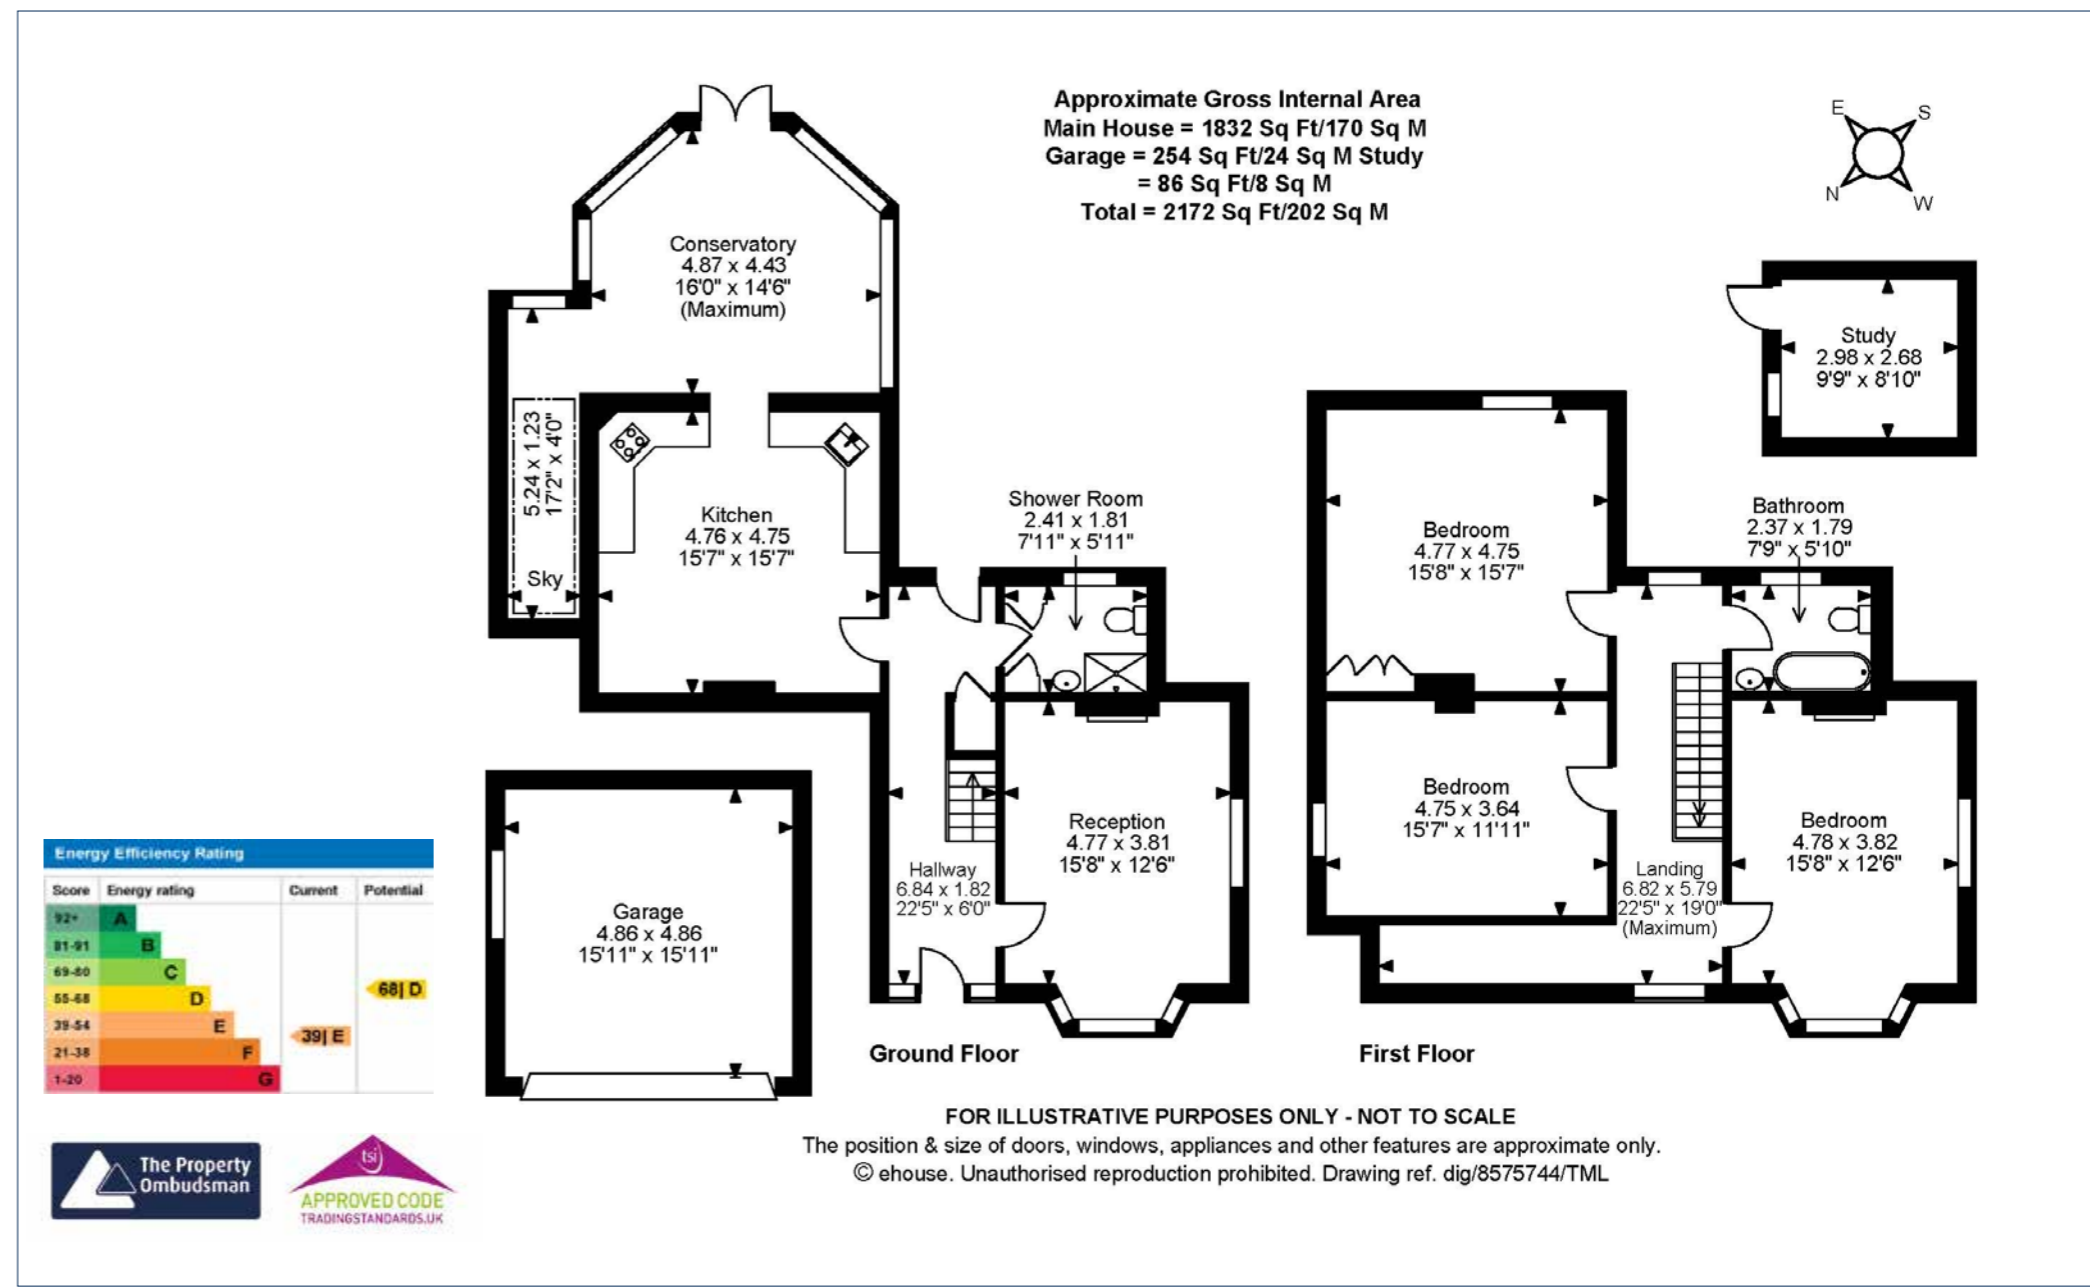 Approximate Gross Internal Area
Main House = 1832 Sq Ft/170 Sq M
Garage = 254 Sq Ft/24 Sq M Study
= 86 Sq Ft/8 Sq M
Total = 2172 Sq Ft/202 Sq M
E
S
N
W
Conservatory
4.87 x 4.43
16'0" x 14'6"
(Maximum)
5.24 x 1.23
17'2" x 4'0"
Sky
Kitchen
4.76 x 4.75
15'7" x 15'7"
Shower Room
2.41 x 1.81
7'11" x 5'11"
Hallway
6.84 x 1.82
22'5" x 6'0"
Reception
4.77 x 3.81
15'8" x 12'6"
Garage
4.86 x 4.86
15'11" x 15'11"
Ground Floor
Study
2.98 x 2.68
9'9" x 8'10"
Bedroom
4.77 x 4.75
15'8" x 15'7"
Bathroom
2.37 x 1.79
7'9" x 5'10"
Bedroom
4.75 x 3.64
15'7" x 11'11"
Landing
6.82 x 5.79
22'5" x 19'0"
(Maximum)
Bedroom
4.78 x 3.82
15'8" x 12'6"
First Floor
Energy Efficiency Rating
Score Energy rating Current Potential
92+ A
81-91 B
69-80 C
55-68 D 68| D
39-54 E 39| E
21-38 F
1-20 G
The Property
Ombudsman
tsi
APPROVED CODE
TRADINGSTANDARDS.UK
FOR ILLUSTRATIVE PURPOSES ONLY - NOT TO SCALE
The position & size of doors, windows, appliances and other features are approximate only.
© ehouse. Unauthorised reproduction prohibited. Drawing ref. dig/8575744/TML